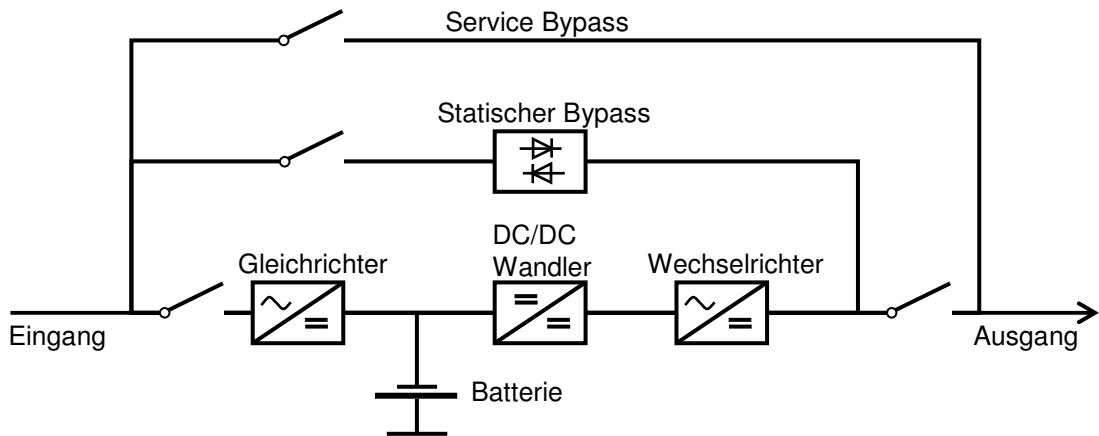 Service Bypass
Statischer Bypass
DC/DC
Wandler
Gleichrichter
Wechselrichter
Eingang
Ausgang
Batterie